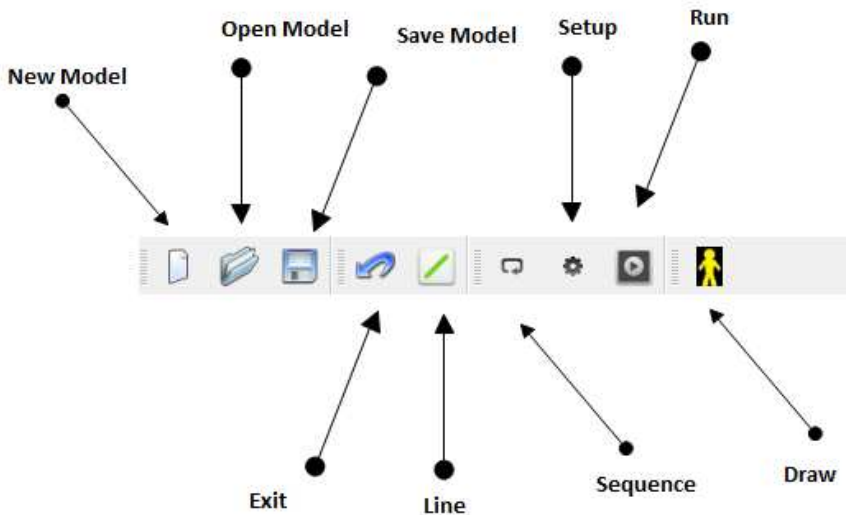 Run
Open Model
Save Model
Setup
New Model
Exit
Line
Sequence
Draw